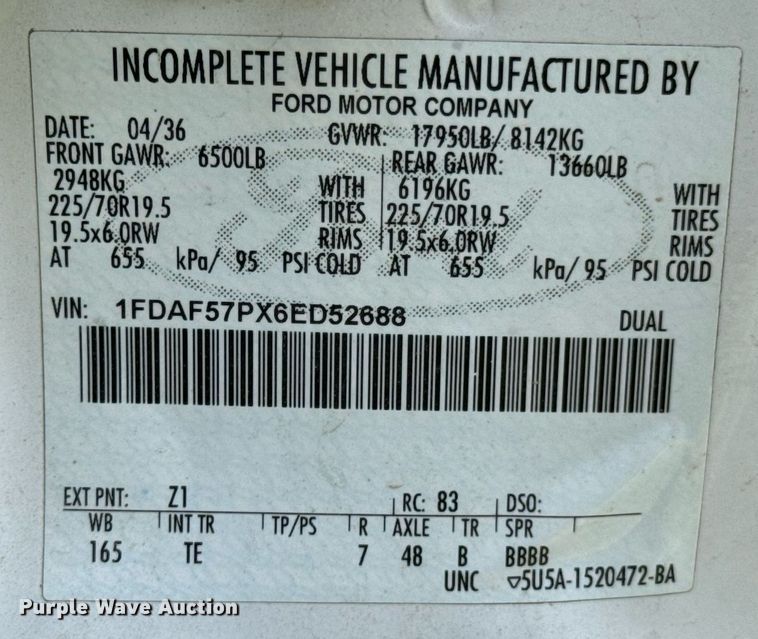 INCOMPLETE VEHICLE MANUFACTURED BY
FORD MOTOR COMPANY
DATE: 04/36 GVWR: 17950LB/ 8142KG
FRONT GAWR: 6500LB REAR GAWR: 13660LB
2948KG WITH 6196KG WITH
225/70R19.5 TIRES 225/70R19.5 TIRES
19.5x6.0RW RIMS 19.5x6.0RW RIMS
AT 655 kPa/ 95 PSI COLD AT 655 kPa/ 95 PSI COLD
VIN: 1FDAF57PX6ED52688 DUAL
EXT PNT: Z1 RC: 83 DSO:
WB INT TR TP/PS R AXLE TR SPR
165 TE 7 48 B BBBB
UNC ▽5U5A-1520472-BA
Purple Wave Auction